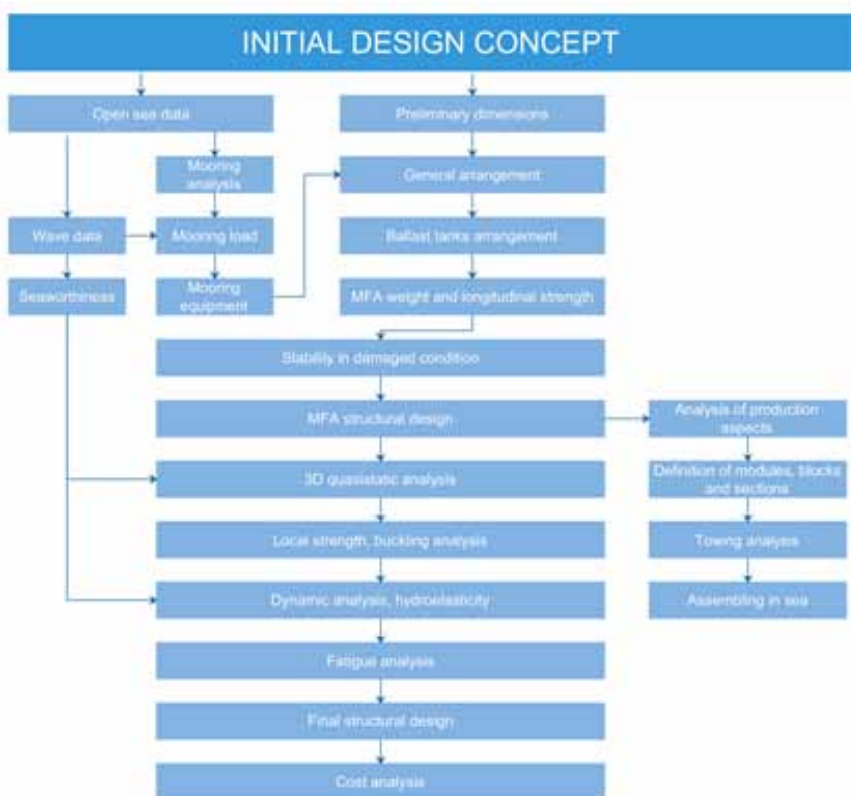 INITIAL DESIGN CONCEPT
Open sea data
Preliminary dimensions
Mooring
analysis
General arrangement
Wave data
Mooring load
Ballast tanks arrangement
Seaworthiness
Mooring
equipment
MFA weight and longitudinal strength
Stability in damaged condition
MFA structural design
Analysis of production
aspects
3D quasistatic analysis
Definition of modules, blocks
and sections
Local strength, buckling analysis
Towing analysis
Dynamic analysis, hydroelasticity
Assembling in sea
Fatigue analysis
Final structural design
Cost analysis